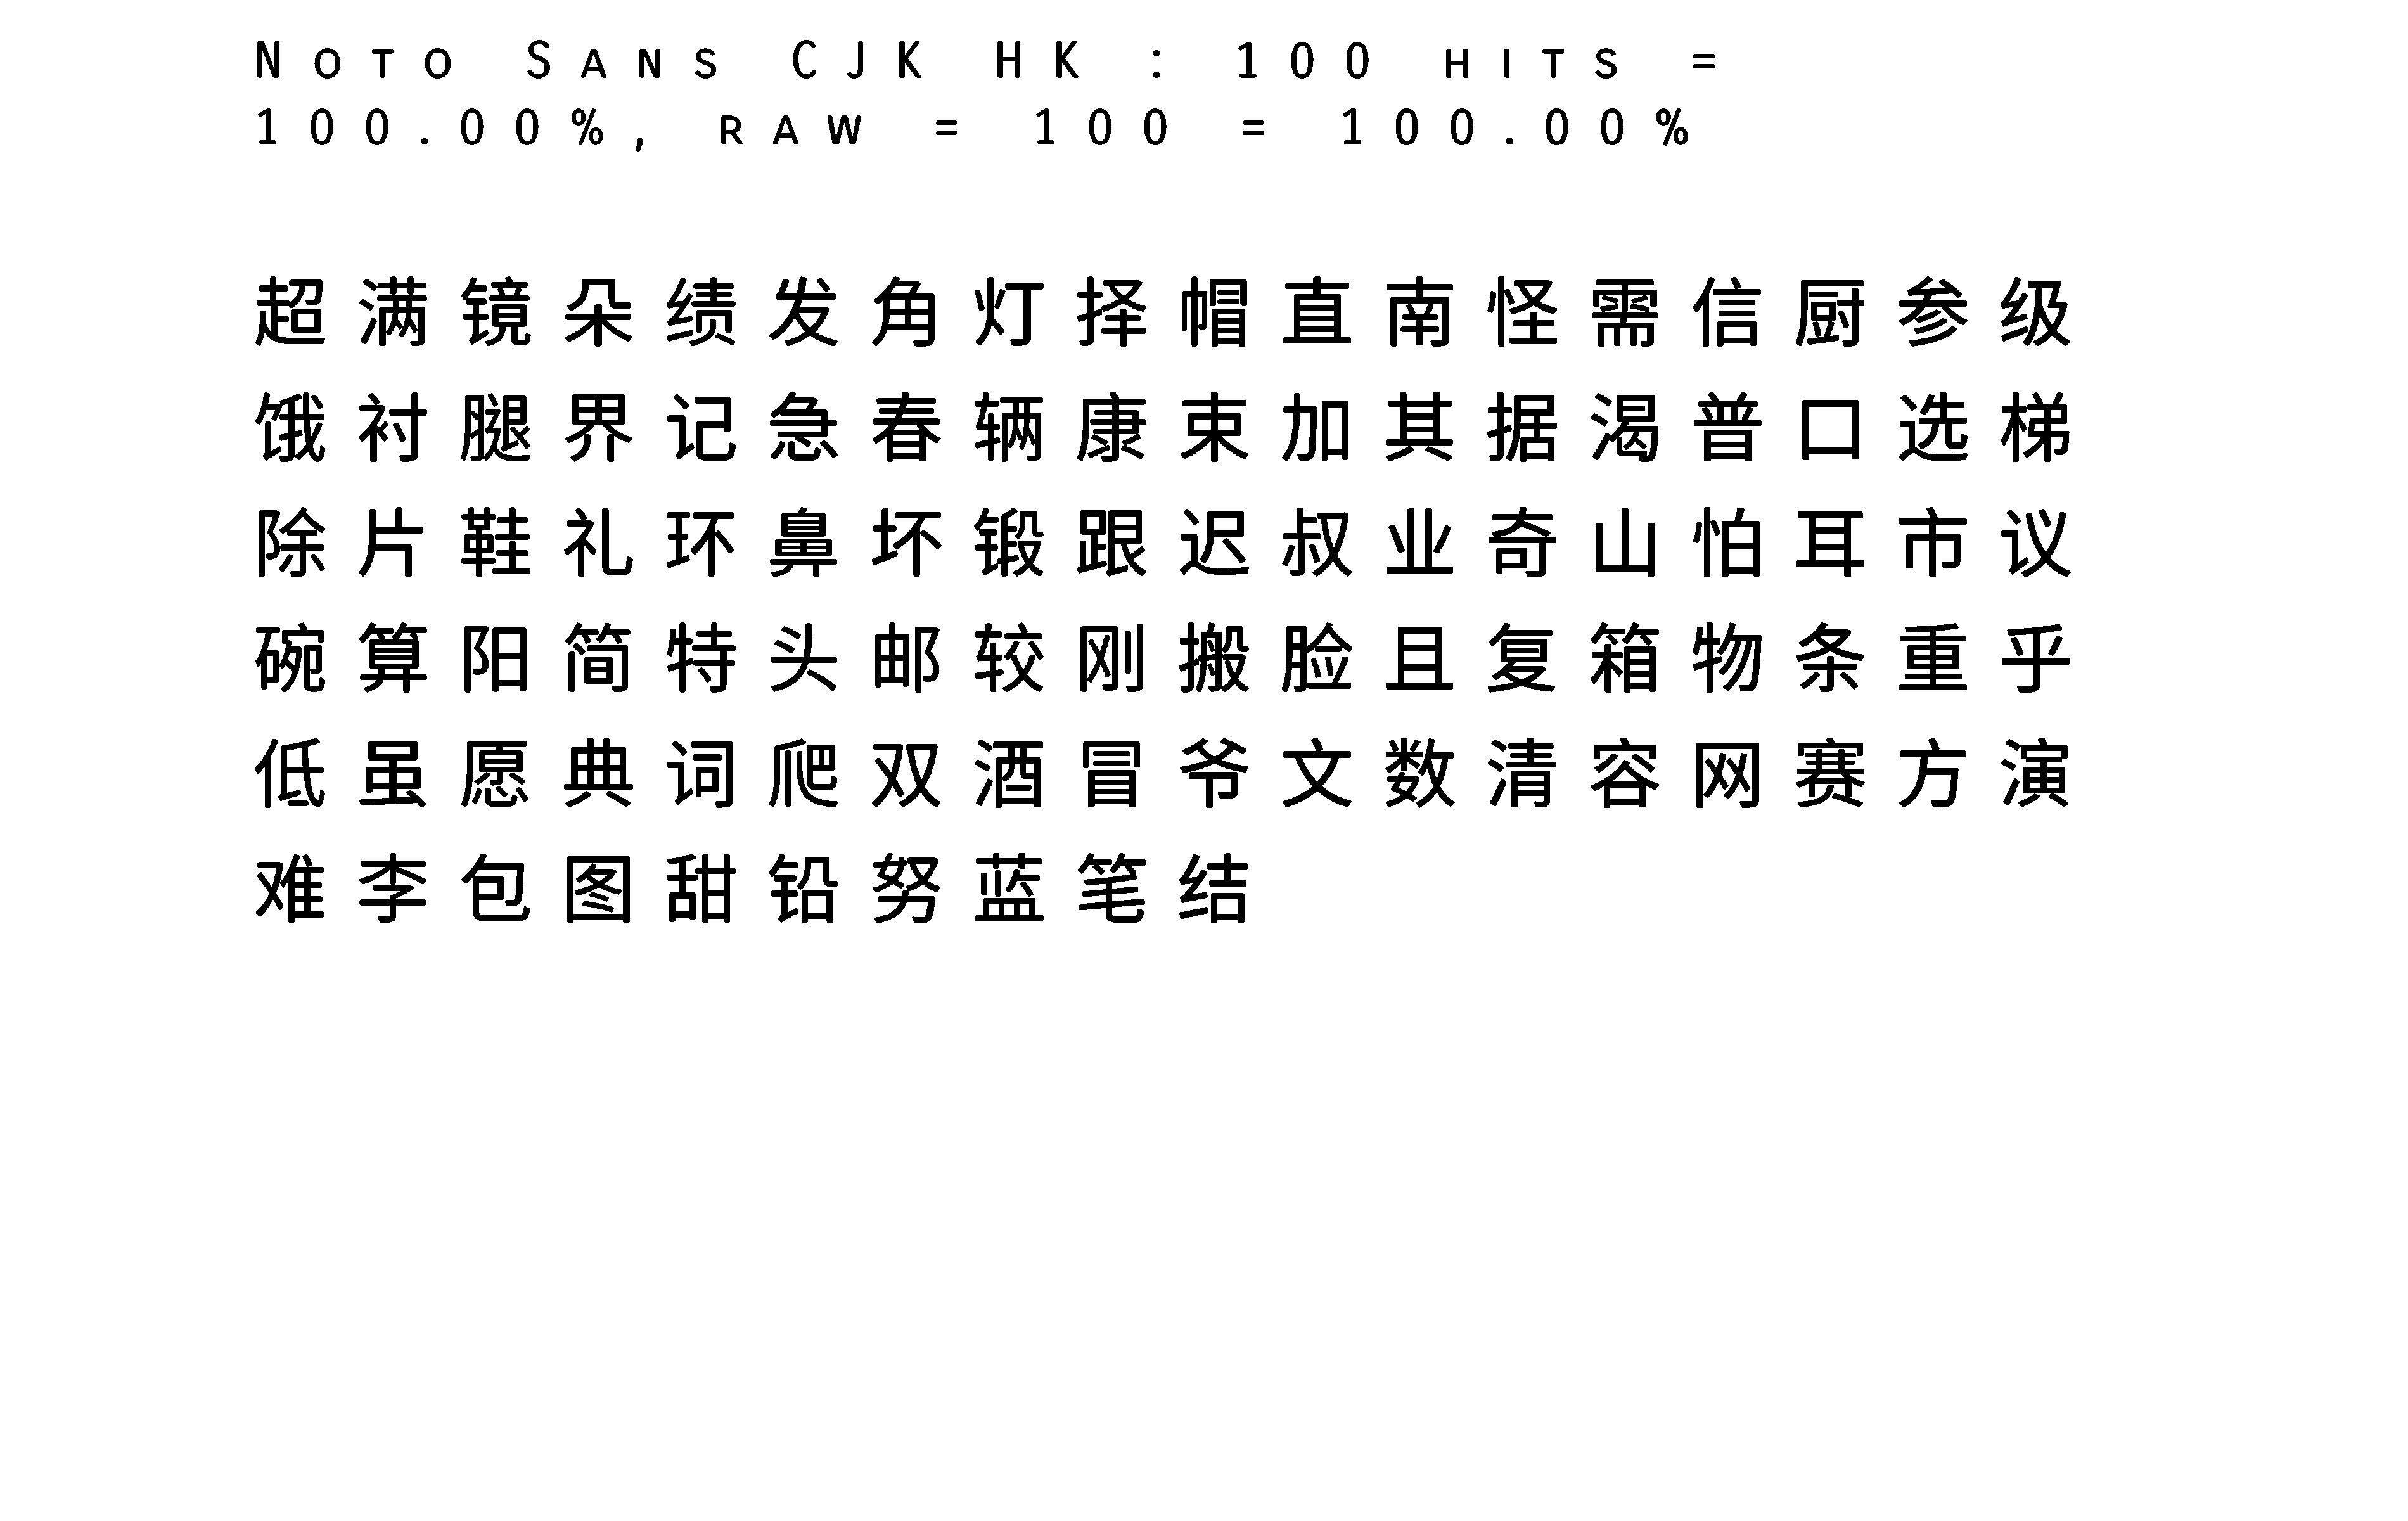 Noto Sans CJK HK : 100 hits =
100.00%, raw = 100 = 100.00%
超满镜朵绩发角灯择帽直南怪需信厨参级
饿衬腿界记急春辆康束加其据渴普口选梯
除片鞋礼环鼻坏锻跟迟叔业奇山怕耳市议
碗算阳简特头邮较刚搬脸且复箱物条重乎
低虽愿典词爬双酒冒爷文数清容网赛方演
难李包图甜铅努蓝笔结